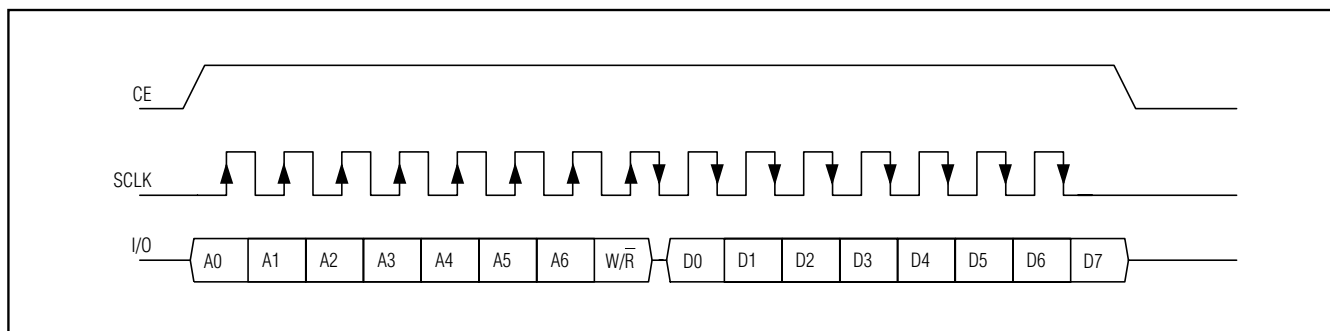 CE
SCLK
I/O
A0 A1 A2 A3 A4 A5 A6 W/R̅ D0 D1 D2 D3 D4 D5 D6 D7